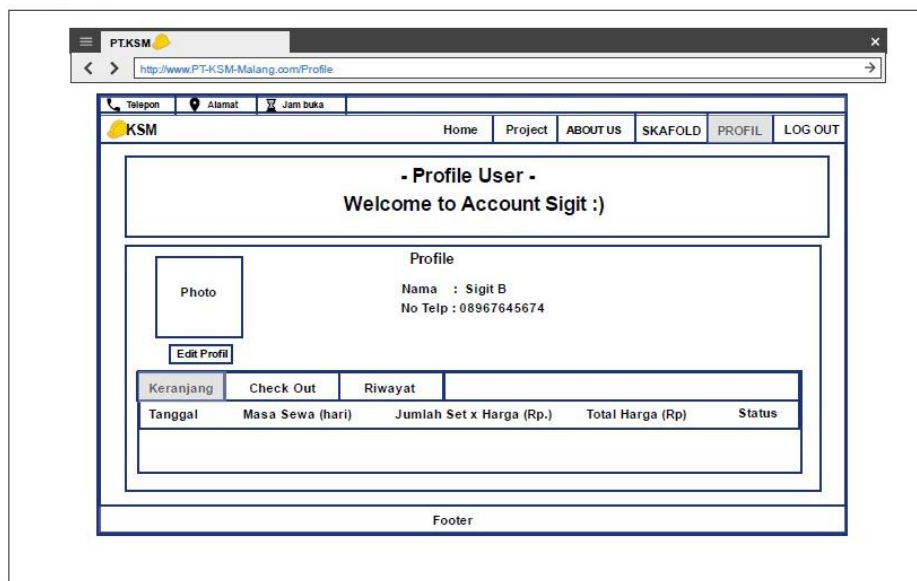 PT.KSM
http://www.PT-KSM-Malang.com/Profile
Telepon Alamat Jam buka
KSM Home Project ABOUT US SKAFOLD PROFIL LOG OUT
- Profile User -
Welcome to Account Sigit :)
Profile
Photo
Nama : Sigit B
No Telp : 08967645674
Edit Profil
Keranjang Check Out Riwayat
Tanggal Masa Sewa (hari) Jumlah Set x Harga (Rp.) Total Harga (Rp) Status
Footer